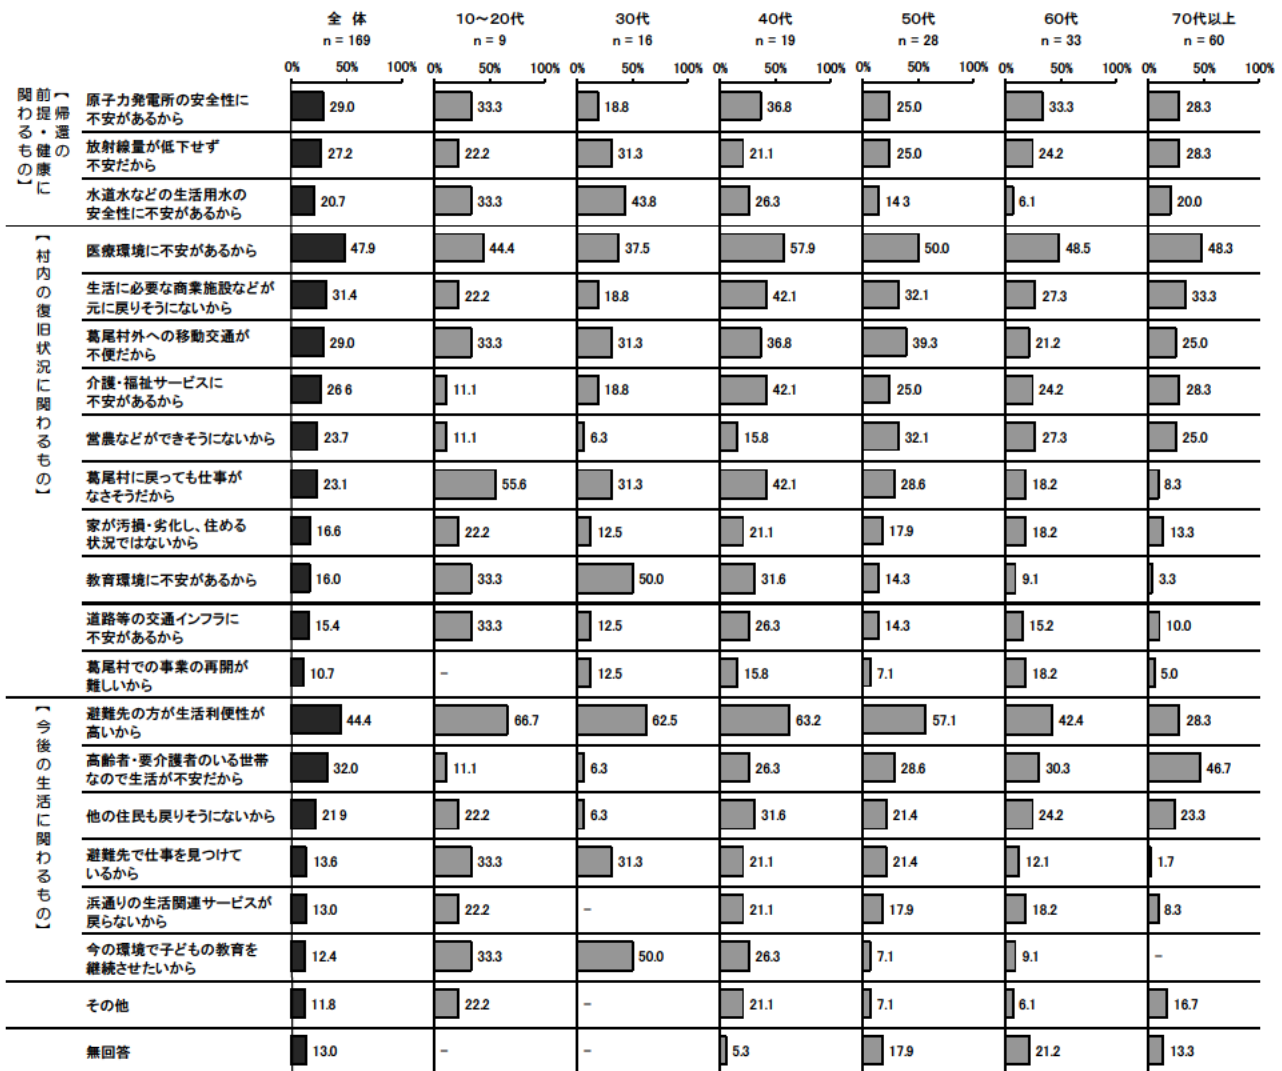 全 体 10～20代 30代 40代 50代 60代 70代以上
n = 169 n = 9 n = 16 n = 19 n = 28 n = 33 n = 60
0% 50% 100% 0% 50% 100% 0% 50% 100% 0% 50% 100% 0% 50% 100% 0% 50% 100% 0% 50% 100%
【帰還の
前提・健康に
関わるもの】
原子力発電所の安全性に
不安があるから
29.0 33.3 18.8 36.8 25.0 33.3 28.3
放射線量が低下せず
不安だから
27.2 22.2 31.3 21.1 25.0 24.2 28.3
水道水などの生活用水の
安全性に不安があるから
20.7 33.3 43.8 26.3 14 3 6.1 20.0
【村内の復旧状況に関わるもの】
医療環境に不安があるから
47.9 44.4 37.5 57.9 50.0 48.5 48.3
生活に必要な商業施設などが
元に戻りそうにないから
31.4 22.2 18.8 42.1 32.1 27.3 33.3
葛尾村外への移動交通が
不便だから
29.0 33.3 31.3 36.8 39.3 21.2 25.0
介護・福祉サービスに
不安があるから
26 6 11.1 18.8 42.1 25.0 24.2 28.3
営農などができそうにないから
23.7 11.1 6.3 15.8 32.1 27.3 25.0
葛尾村に戻っても仕事が
なさそうだから
23.1 55.6 31.3 42.1 28.6 18.2 8.3
家が汚損・劣化し、住める
状況ではないから
16.6 22.2 12.5 21.1 17.9 18.2 13.3
教育環境に不安があるから
16.0 33.3 50.0 31.6 14.3 9.1 3.3
道路等の交通インフラに
不安があるから
15.4 33.3 12.5 26.3 14.3 15.2 10.0
葛尾村での事業の再開が
難しいから
10.7 － 12.5 15.8 7.1 18.2 5.0
【今後の生活に関わるもの】
避難先の方が生活利便性が
高いから
44.4 66.7 62.5 63.2 57.1 42.4 28.3
高齢者・要介護者のいる世帯
なので生活が不安だから
32.0 11.1 6.3 26.3 28.6 30.3 46.7
他の住民も戻りそうにないから
21 9 22.2 6.3 31.6 21.4 24.2 23.3
避難先で仕事を見つけて
いるから
13.6 33.3 31.3 21.1 21.4 12.1 1.7
浜通りの生活関連サービスが
戻らないから
13.0 22.2 － 21.1 17.9 18.2 8.3
今の環境で子どもの教育を
継続させたいから
12.4 33.3 50.0 26.3 7.1 9.1 －
その他
11.8 22.2 － 21.1 7.1 6.1 16.7
無回答
13.0 － － 5.3 17.9 21.2 13.3